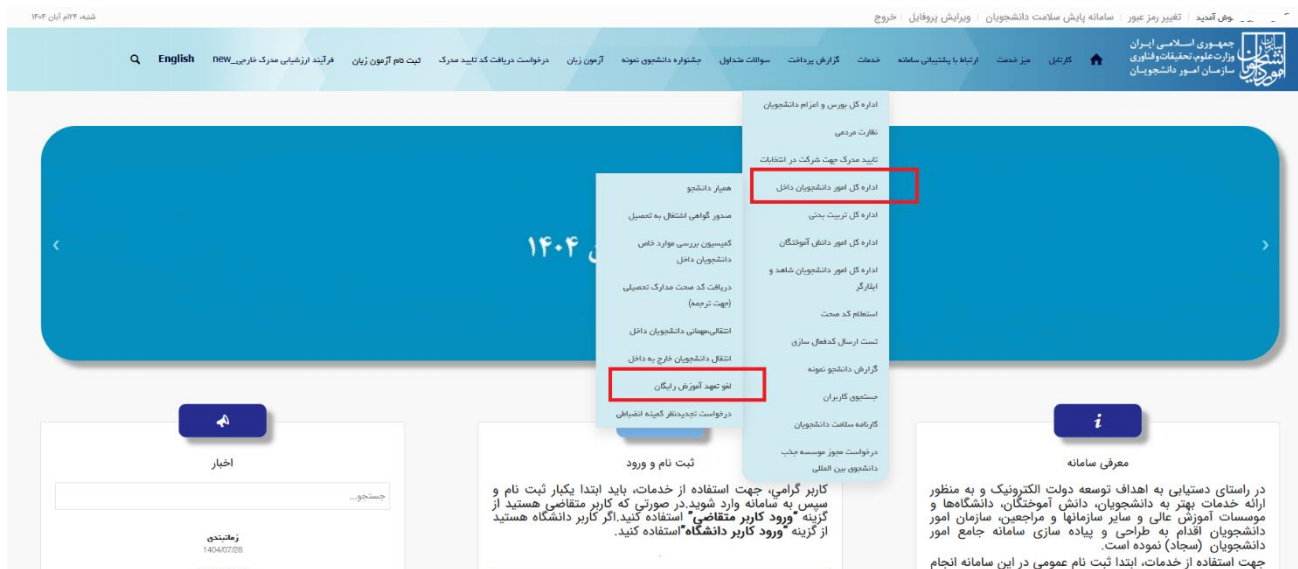 وش آمدید | تغییر رمز عبور | سامانه پایش سلامت دانشجویان | ویرایش پروفایل | خروج
شنبه، ۲۴ام آبان ۱۴۰۴
جمهوری اسلامی ایران
وزارت علوم، تحقیقات و فناوری
سازمان امور دانشجویان
کارتابل میز خدمت ارتباط با پشتیبانی سامانه خدمات گزارش پرداخت سوالات متداول جشنواره دانشجوی نمونه آزمون زبان درخواست دریافت کد تایید مدرک ثبت نام آزمون زبان فرآیند ارزشیابی مدرک خارجی_new English
اداره کل بورس و اعزام دانشجویان
نظارت مردمی
تایید مدرک جهت شرکت در انتخابات
اداره کل امور دانشجویان داخل
اداره کل تربیت بدنی
اداره کل امور دانش آموختگان
اداره کل امور دانشجویان شاهد و
ایثارگر
استعلام کد صحت
تست ارسال کدفعال سازی
گزارش دانشجو نمونه
جستجوی کاربران
کارنامه سلامت دانشجویان
درخواست مجوز موسسه جذب
دانشجوی بین المللی
همیار دانشجو
صدور گواهی اشتغال به تحصیل
کمیسیون بررسی موارد خاص
دانشجویان داخل
دریافت کد صحت مدارک تحصیلی
(جهت ترجمه)
انتقالی،میهمانی دانشجویان داخل
انتقال دانشجویان خارج به داخل
لغو تعهد آموزش رایگان
درخواست تجدیدنظر کمیته انضباطی
۱۴۰۴
معرفی سامانه
در راستای دستیابی به اهداف توسعه دولت الکترونیک و به منظور
ارائه خدمات بهتر به دانشجویان، دانش آموختگان، دانشگاهها و
موسسات آموزش عالی و سایر سازمانها و مراجعین، سازمان امور
دانشجویان اقدام به طراحی و پیاده سازی سامانه جامع امور
دانشجویان (سجاد) نموده است.
جهت استفاده از خدمات، ابتدا ثبت نام عمومی در این سامانه انجام
ثبت نام و ورود
کاربر گرامي، جهت استفاده از خدمات، باید ابتدا یکبار ثبت نام و
سپس به سامانه وارد شوید.در صورتی که کاربر متقاضی هستید از
گزینه "ورود کاربر متقاضی" استفاده کنید.اگر کاربر دانشگاه هستید
از گزینه "ورود کاربر دانشگاه"استفاده کنید.
اخبار
جستجو...
زمانبندی
1404/07/28